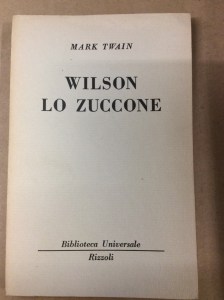 MARK TWAIN
WILSON
LO ZUCCONE
Biblioteca Universale
Rizzoli